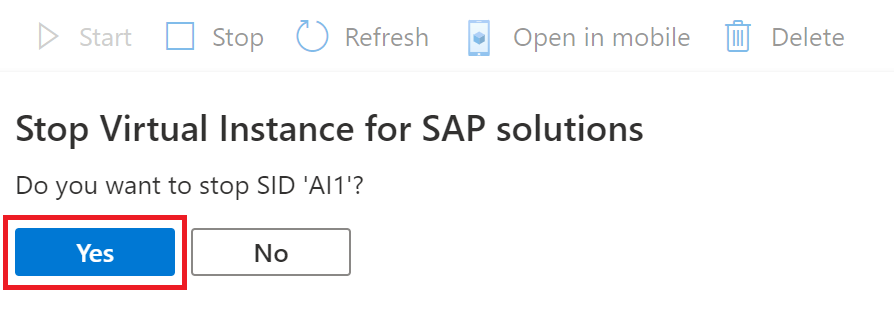 Start Stop Refresh Open in mobile Delete
Stop Virtual Instance for SAP solutions
Do you want to stop SID 'AI1'?
Yes No